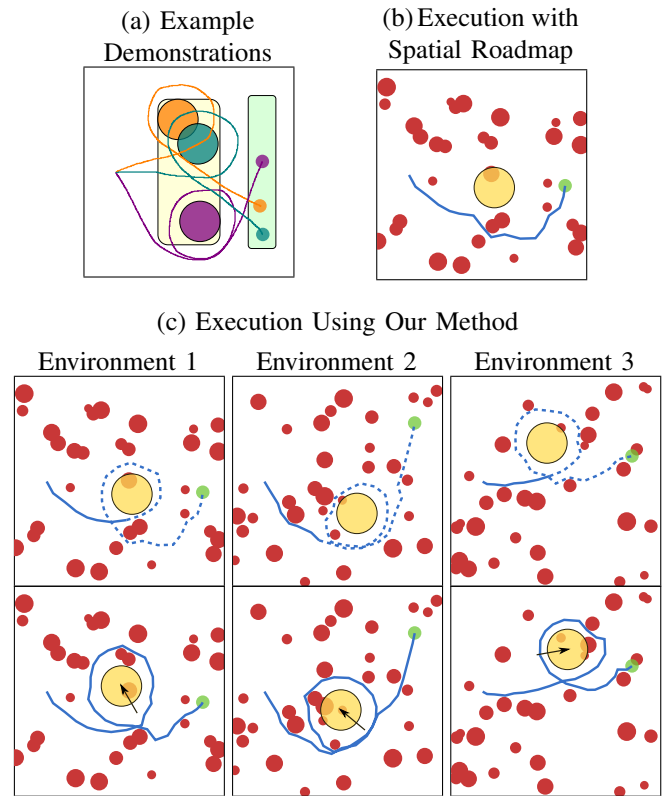 (a) Example
Demonstrations
(b) Execution with
Spatial Roadmap
(c) Execution Using Our Method
Environment 1
Environment 2
Environment 3